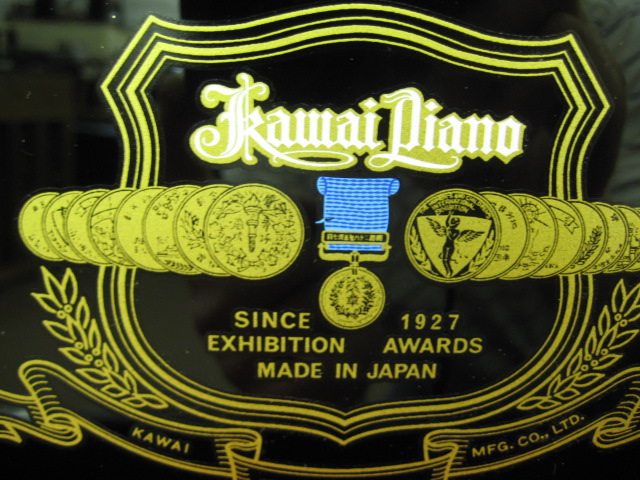 Kawai Piano
SINCE 1927
EXHIBITION AWARDS
MADE IN JAPAN
KAWAI MFG. CO., LTD.